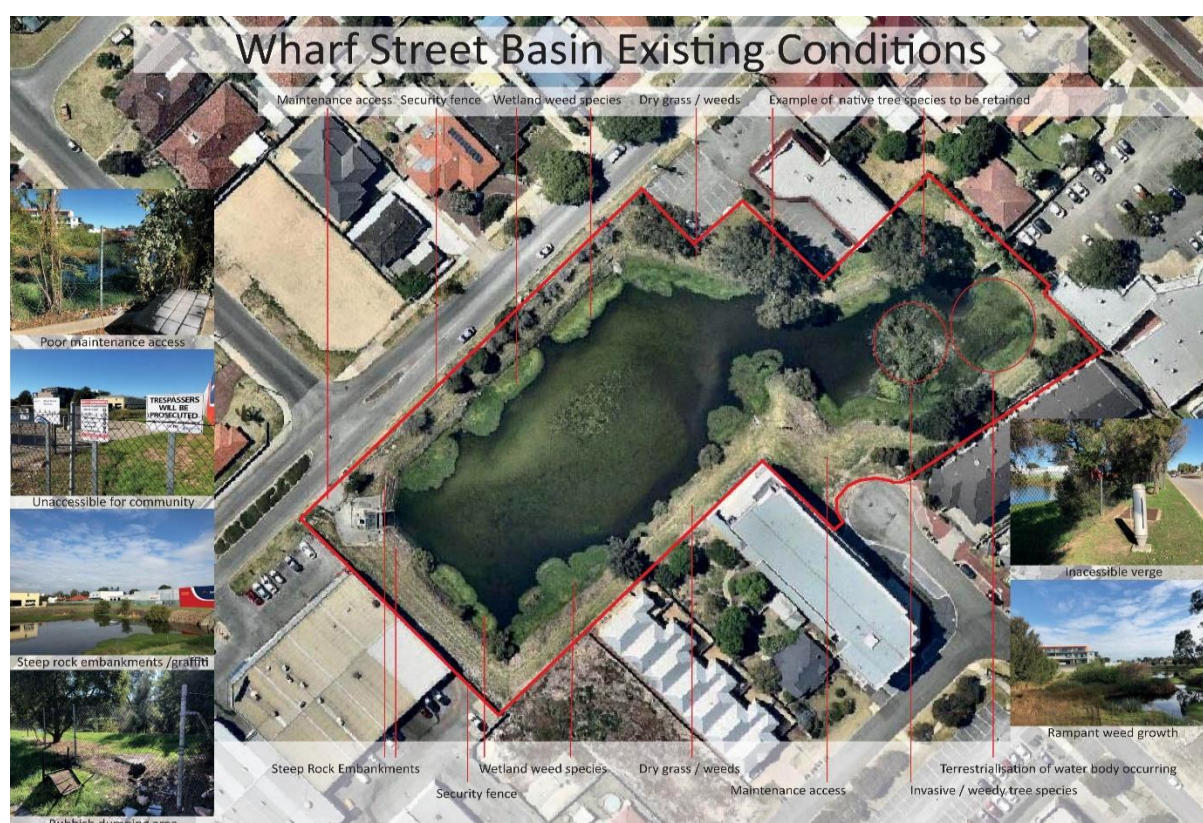 Wharf Street Basin Existing Conditions
Maintenance access Security fence Wetland weed species Dry grass / weeds Example of native tree species to be retained
Poor maintenance access
TRESPASSERS
WILL BE
PROSECUTED
Unaccessible for community
Steep rock embankments /graffiti
Rubbish dumping area
Inacessible verge
Rampant weed growth
Steep Rock Embankments
Wetland weed species
Dry grass / weeds
Terrestrialisation of water body occurring
Security fence
Maintenance access
Invasive / weedy tree species